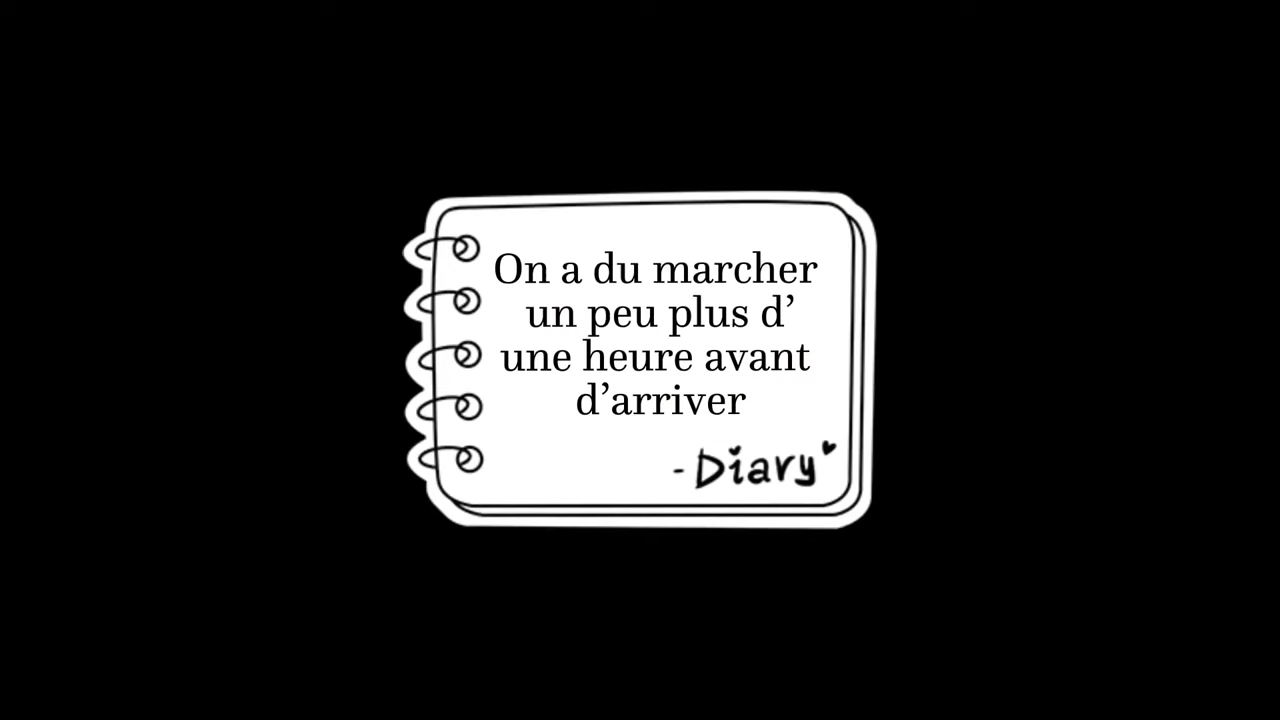 On a du marcher
un peu plus d’
une heure avant
d’arriver
- Diary